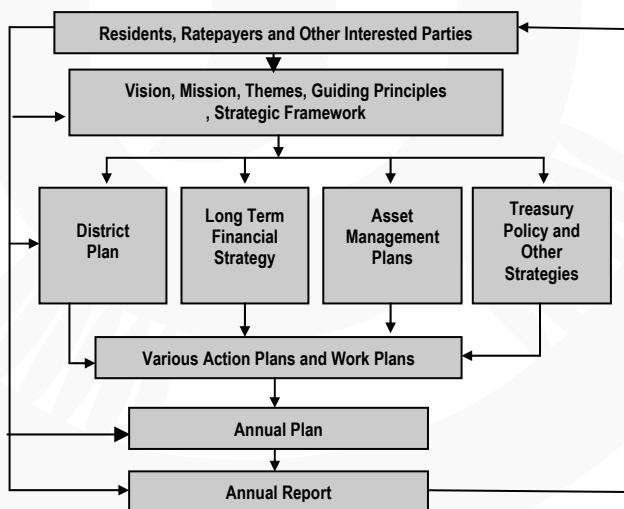 Residents, Ratepayers and Other Interested Parties
Vision, Mission, Themes, Guiding Principles
, Strategic Framework
District
Plan
Long Term
Financial
Strategy
Asset
Management
Plans
Treasury
Policy and
Other
Strategies
Various Action Plans and Work Plans
Annual Plan
Annual Report